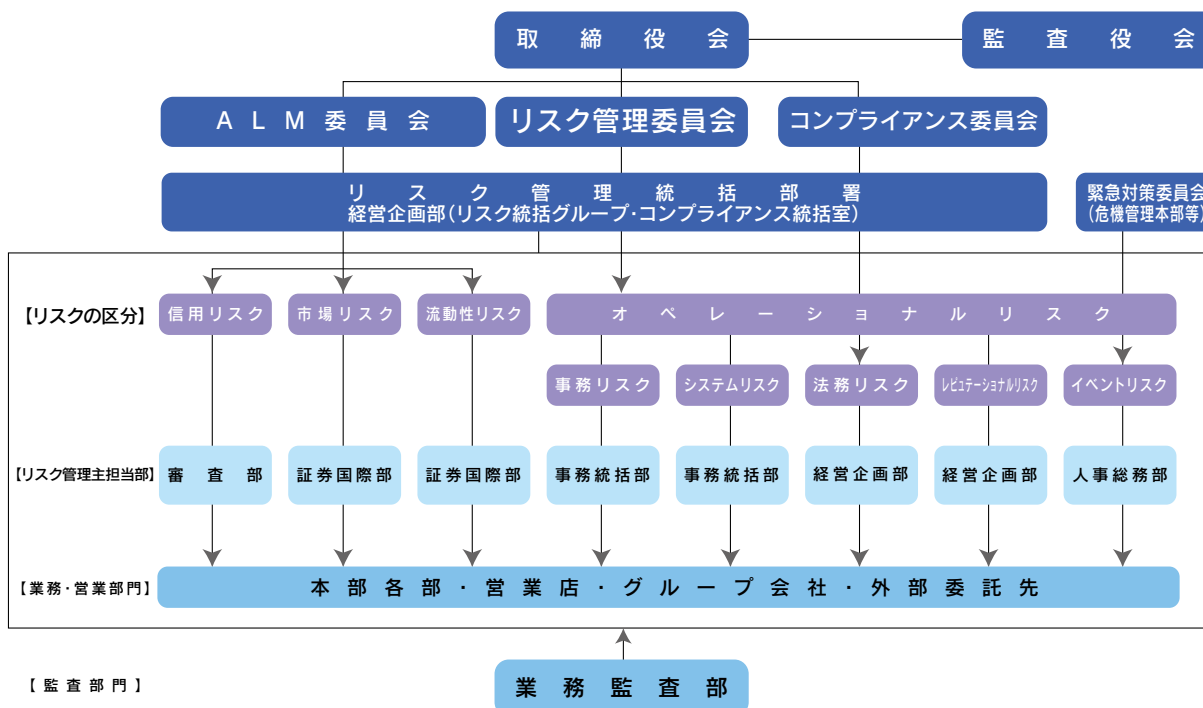 取締役会
監査役会
ALM委員会
リスク管理委員会
コンプライアンス委員会
リスク管理統括部署
経営企画部(リスク統括グループ・コンプライアンス統括室)
緊急対策委員会
(危機管理本部等)
【リスクの区分】
信用リスク
市場リスク
流動性リスク
オペレーショナルリスク
事務リスク
システムリスク
法務リスク
レピュテーショナルリスク
イベントリスク
【リスク管理主担当部】
審査部
証券国際部
証券国際部
事務統括部
事務統括部
経営企画部
経営企画部
人事総務部
【業務・営業部門】
本部各部・営業店・グループ会社・外部委託先
【監査部門】
業務監査部